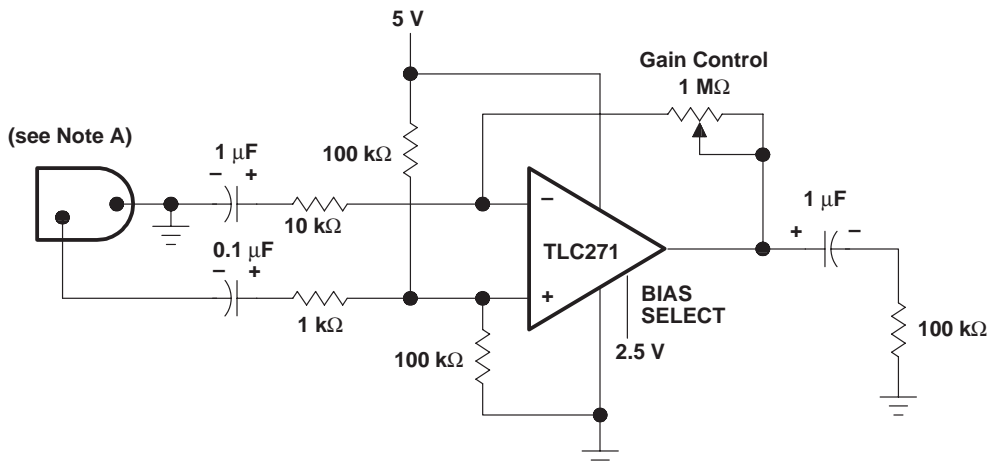 5 V
Gain Control
1 MΩ
(see Note A)
1 μF
− +
100 kΩ
10 kΩ
−
1 μF
+ −
0.1 μF
− +
TLC271
1 kΩ
+
BIAS
SELECT
100 kΩ
2.5 V
100 kΩ